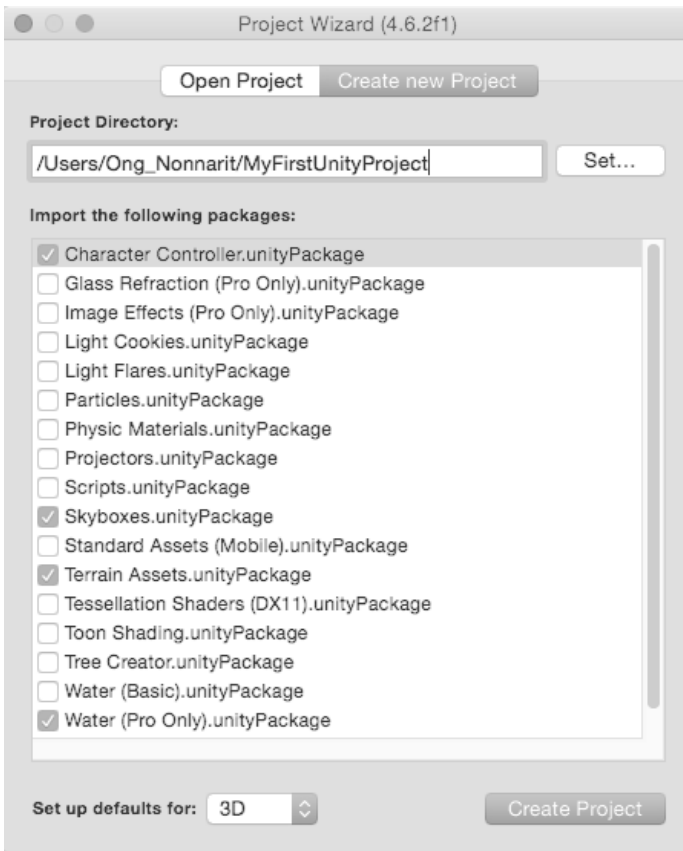 Project Wizard (4.6.2f1)
Open Project Create new Project
Project Directory:
/Users/Ong_Nonnarit/MyFirstUnityProject Set...
Import the following packages:
Character Controller.unityPackage
Glass Refraction (Pro Only).unityPackage
Image Effects (Pro Only).unityPackage
Light Cookies.unityPackage
Light Flares.unityPackage
Particles.unityPackage
Physic Materials.unityPackage
Projectors.unityPackage
Scripts.unityPackage
Skyboxes.unityPackage
Standard Assets (Mobile).unityPackage
Terrain Assets.unityPackage
Tessellation Shaders (DX11).unityPackage
Toon Shading.unityPackage
Tree Creator.unityPackage
Water (Basic).unityPackage
Water (Pro Only).unityPackage
Set up defaults for: 3D Create Project